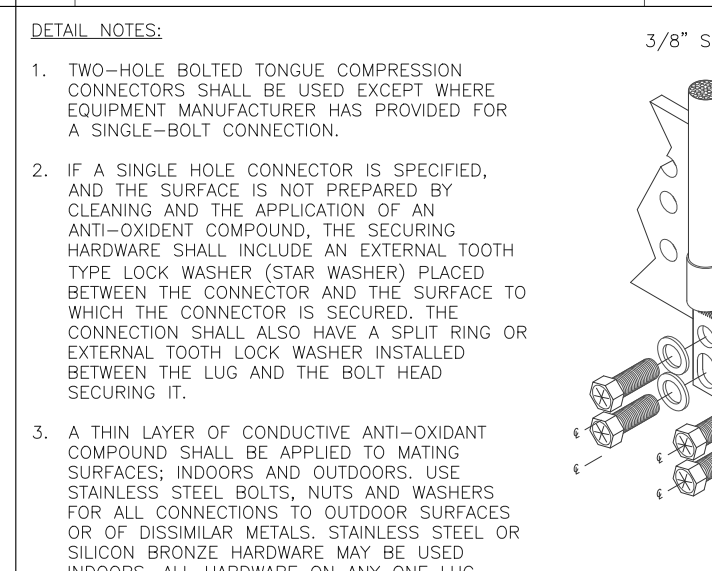 DETAIL NOTES:
3/8" S
1. TWO-HOLE BOLTED TONGUE COMPRESSION
CONNECTORS SHALL BE USED EXCEPT WHERE
EQUIPMENT MANUFACTURER HAS PROVIDED FOR
A SINGLE-BOLT CONNECTION.
2. IF A SINGLE HOLE CONNECTOR IS SPECIFIED,
AND THE SURFACE IS NOT PREPARED BY
CLEANING AND THE APPLICATION OF AN
ANTI-OXIDENT COMPOUND, THE SECURING
HARDWARE SHALL INCLUDE AN EXTERNAL TOOTH
TYPE LOCK WASHER (STAR WASHER) PLACED
BETWEEN THE CONNECTOR AND THE SURFACE TO
WHICH THE CONNECTOR IS SECURED. THE
CONNECTION SHALL ALSO HAVE A SPLIT RING OR
EXTERNAL TOOTH LOCK WASHER INSTALLED
BETWEEN THE LUG AND THE BOLT HEAD
SECURING IT.
3. A THIN LAYER OF CONDUCTIVE ANTI-OXIDANT
COMPOUND SHALL BE APPLIED TO MATING
SURFACES; INDOORS AND OUTDOORS. USE
STAINLESS STEEL BOLTS, NUTS AND WASHERS
FOR ALL CONNECTIONS TO OUTDOOR SURFACES
OR OF DISSIMILAR METALS. STAINLESS STEEL OR
SILICON BRONZE HARDWARE MAY BE USED
INDOORS. ALL HARDWARE ON ANY ONE LUG